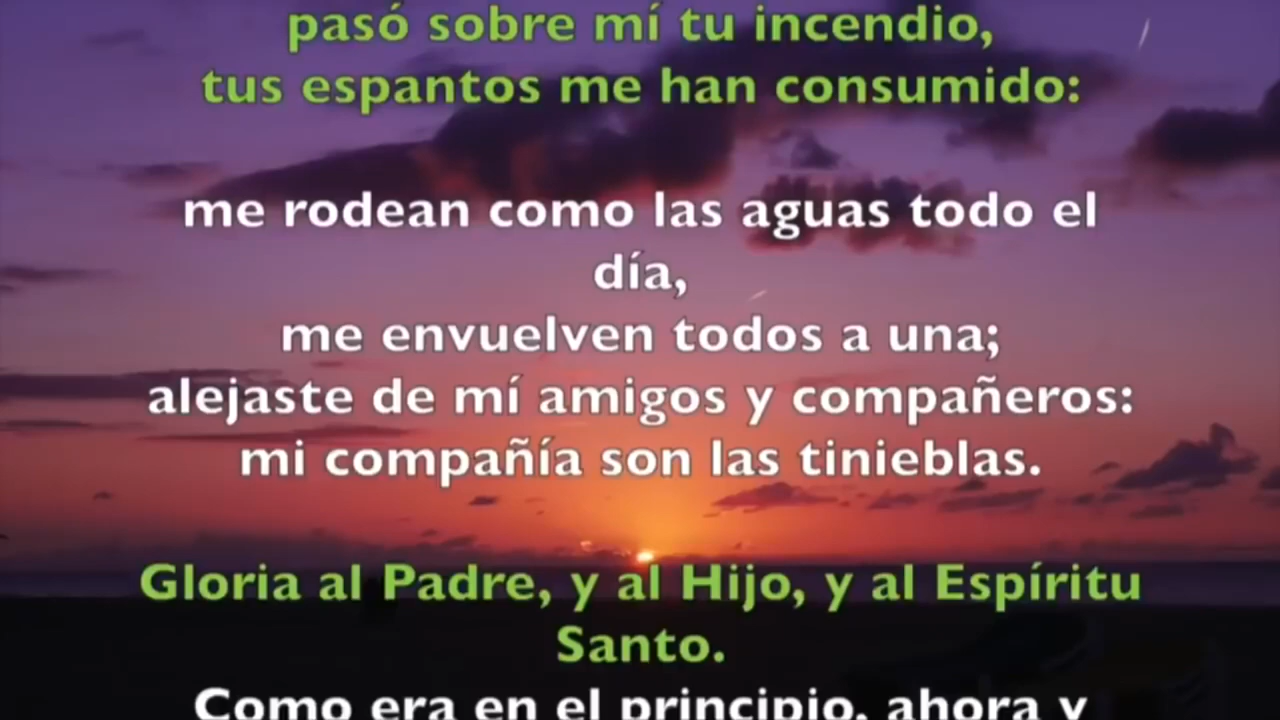 pasó sobre mí tu incendio,
tus espantos me han consumido:
me rodean como las aguas todo el
día,
me envuelven todos a una;
alejaste de mí amigos y compañeros:
mi compañía son las tinieblas.
Gloria al Padre, y al Hijo, y al Espíritu
Santo.
Como era en el principio, ahora y